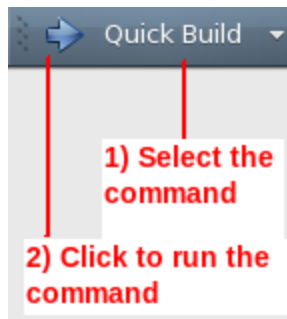 Quick Build
1) Select the
command
2) Click to run the
command